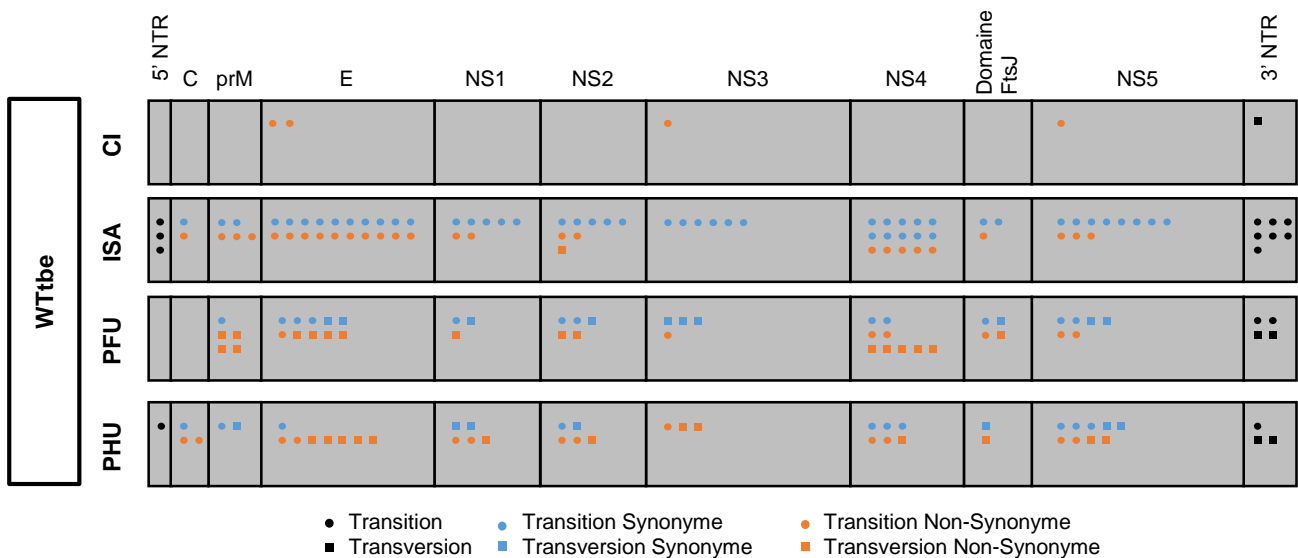 5' NTR C prM E NS1 NS2 NS3 NS4 Domaine FtsJ NS5 3' NTR
WTtbe
CI
ISA
PFU
PHU
Transition Transition Synonyme Transition Non-Synonyme
Transversion Transversion Synonyme Transversion Non-Synonyme